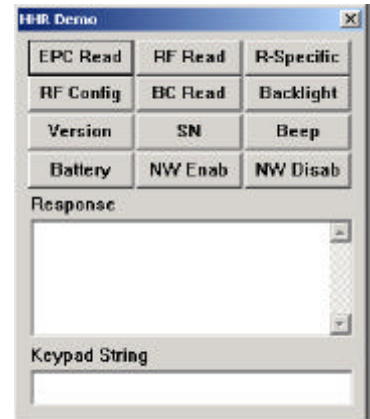 HHR Demo
EPC Read RF Read R-Specific
RF Config BC Read Backlight
Version SN Beep
Battery NW Enab NW Disab
Response
Keypad String